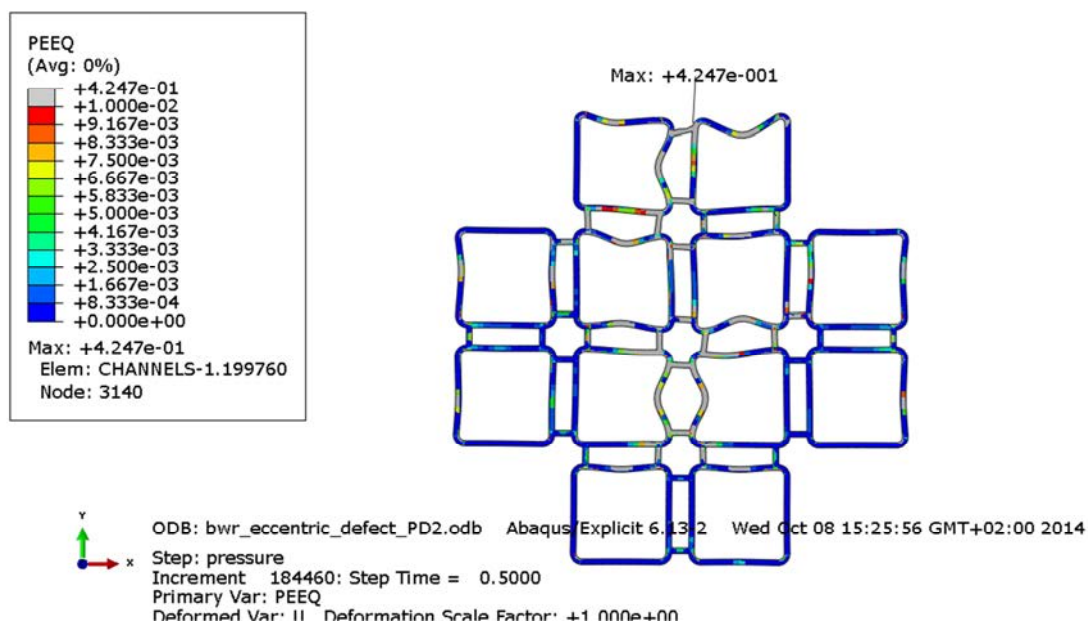 PEEQ
(Avg: 0%)
+4.247e-01
+1.000e-02
+9.167e-03
+8.333e-03
+7.500e-03
+6.667e-03
+5.833e-03
+5.000e-03
+4.167e-03
+3.333e-03
+2.500e-03
+1.667e-03
+8.333e-04
+0.000e+00
Max: +4.247e-01
Elem: CHANNELS-1.199760
Node: 3140
Max: +4.247e-001
Y
X
ODB: bwr_eccentric_defect_PD2.odb Abaqus/Explicit 6.13-2 Wed Oct 08 15:25:56 GMT+02:00 2014
Step: pressure
Increment 184460: Step Time = 0.5000
Primary Var: PEEQ
Deformed Var: U Deformation Scale Factor: +1.000e+00